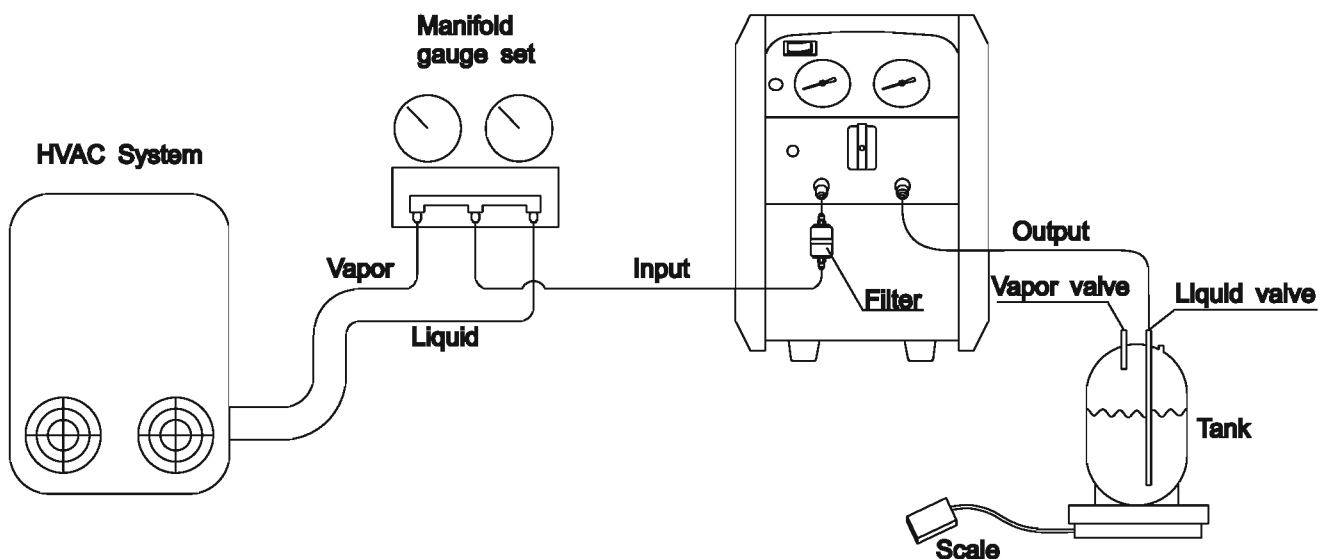 Manifold
gauge set
HVAC System
Vapor
Input
Output
Filter
Vapor valve
Liquid valve
Liquid
Tank
Scale